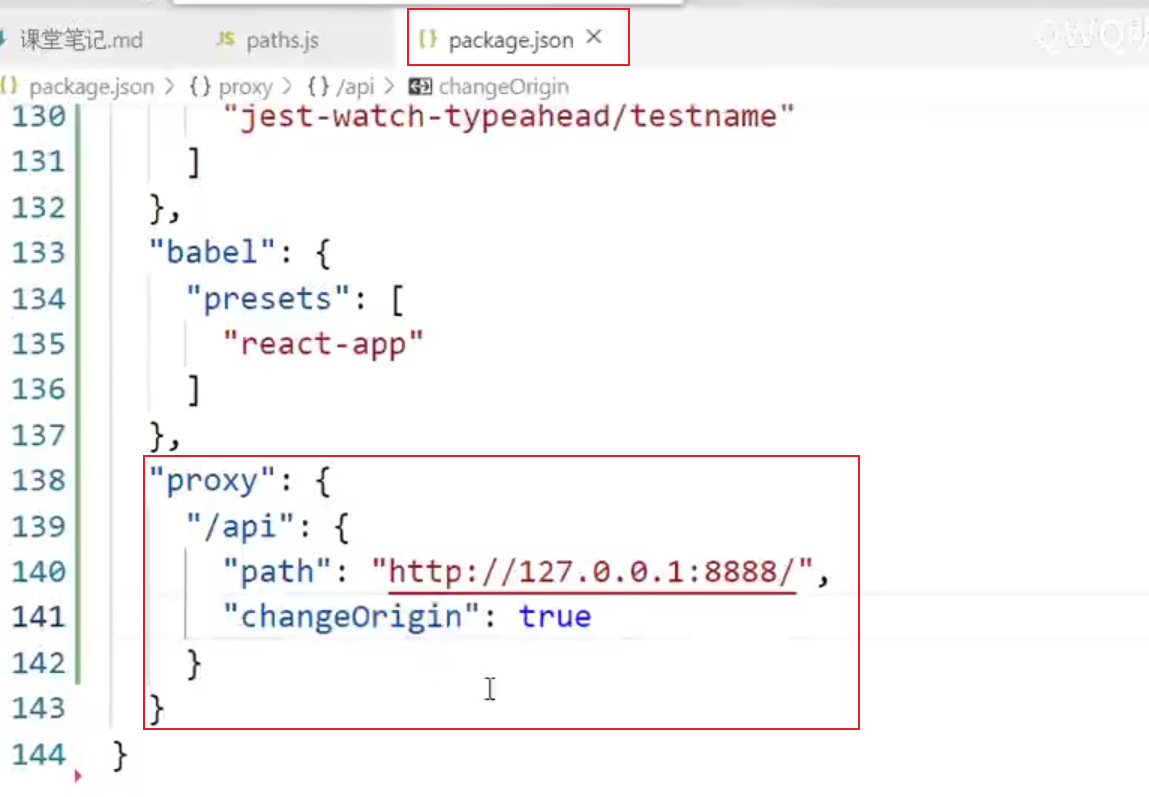 课堂笔记.md JS paths.js {} package.json ×
{} package.json > {} proxy > {} /api > changeOrigin
130 "jest-watch-typeahead/testname"
131 ]
132 },
133 "babel": {
134 "presets": [
135 "react-app"
136 ]
137 },
138 "proxy": {
139 "/api": {
140 "path": "http://127.0.0.1:8888/",
141 "changeOrigin": true
142 }
143 }
144 }